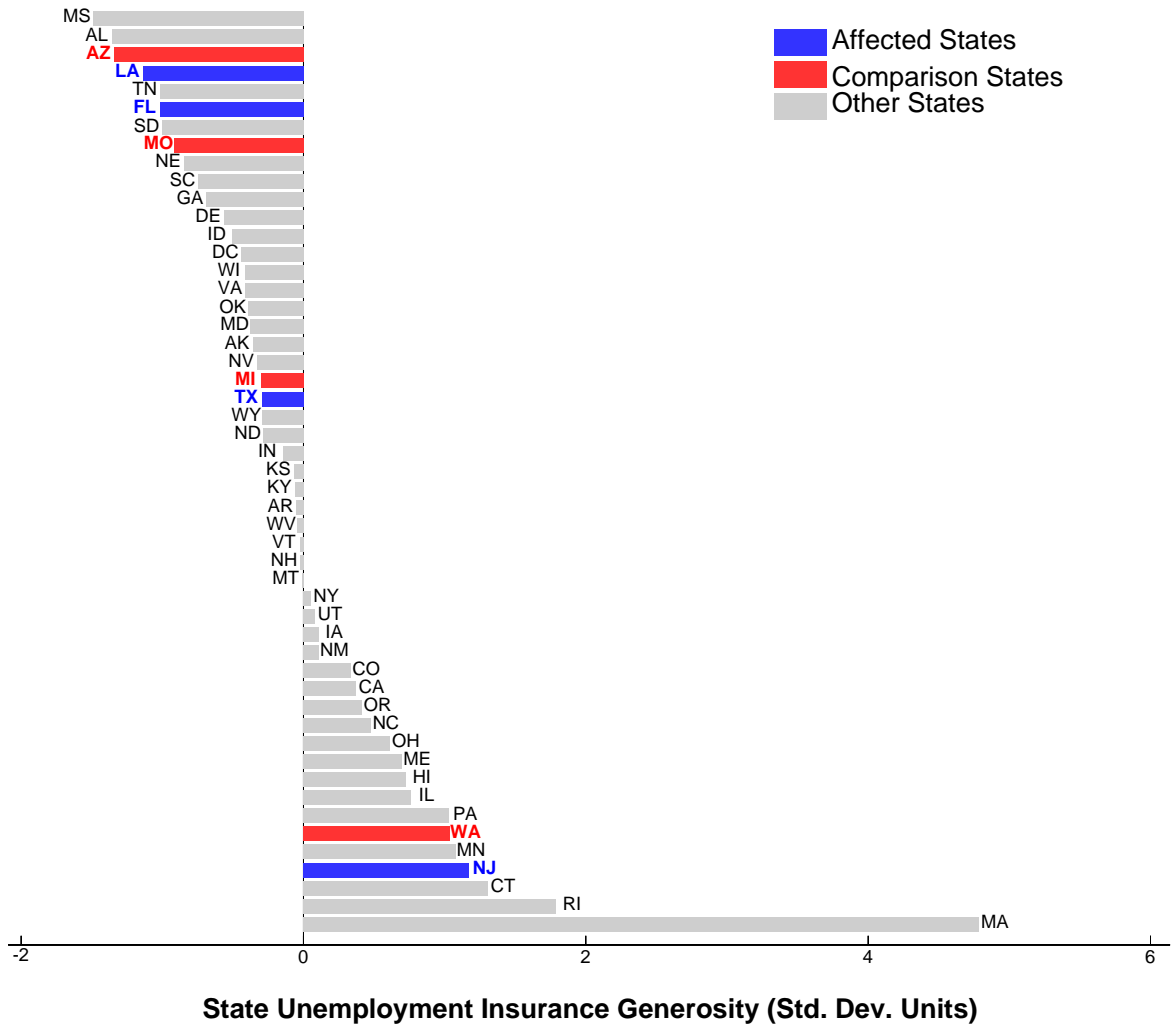 MS
AL
AZ
LA
TN
FL
SD
MO
NE
SC
GA
DE
ID
DC
WI
VA
OK
MD
AK
NV
MI
TX
WY
ND
IN
KS
KY
AR
WV
VT
NH
MT
NY
UT
IA
NM
CO
CA
OR
NC
OH
ME
HI
IL
PA
WA
MN
NJ
CT
RI
MA
Affected States
Comparison States
Other States
-2 0 2 4 6
State Unemployment Insurance Generosity (Std. Dev. Units)